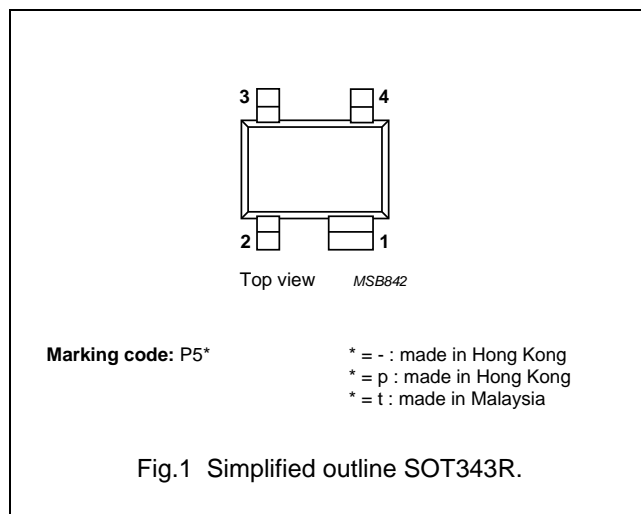 3 4
2 1
Top view MSB842
Marking code: P5* * = - : made in Hong Kong
* = p : made in Hong Kong
* = t : made in Malaysia
Fig.1 Simplified outline SOT343R.